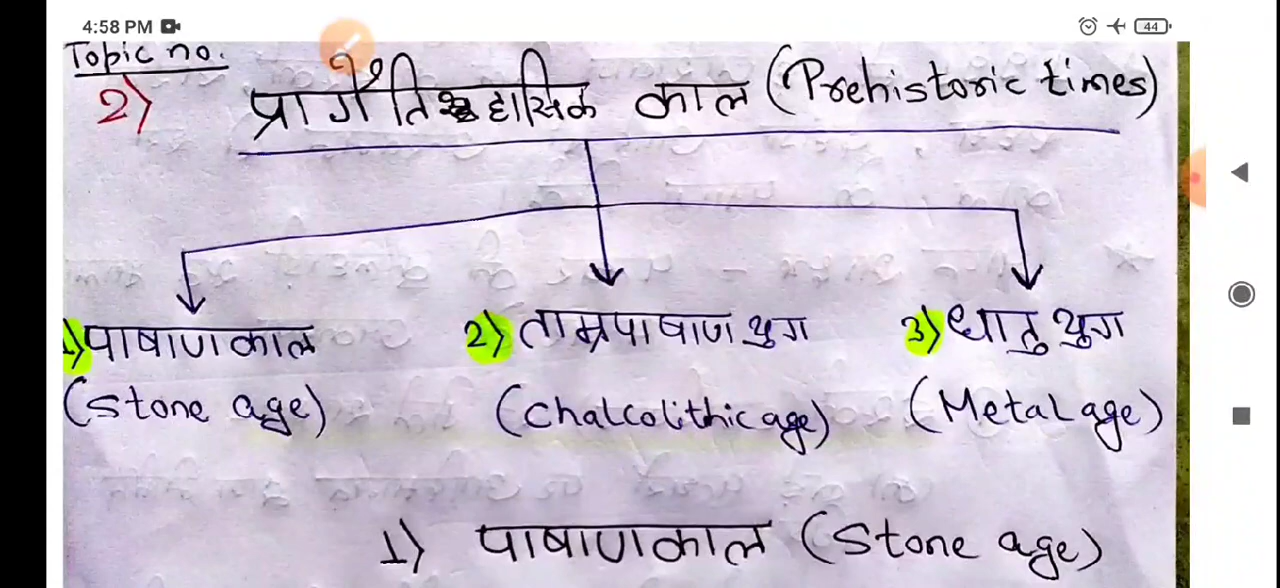 4:58 PM
44
Topic no.
2) प्रागैतिहासिक काल (Prehistoric times)
1) पाषाणकाल 2) ताम्रपाषाण युग 3) धातु युग
(Stone age) (Chalcolithic age) (Metal age)
1) पाषाणकाल (Stone age)